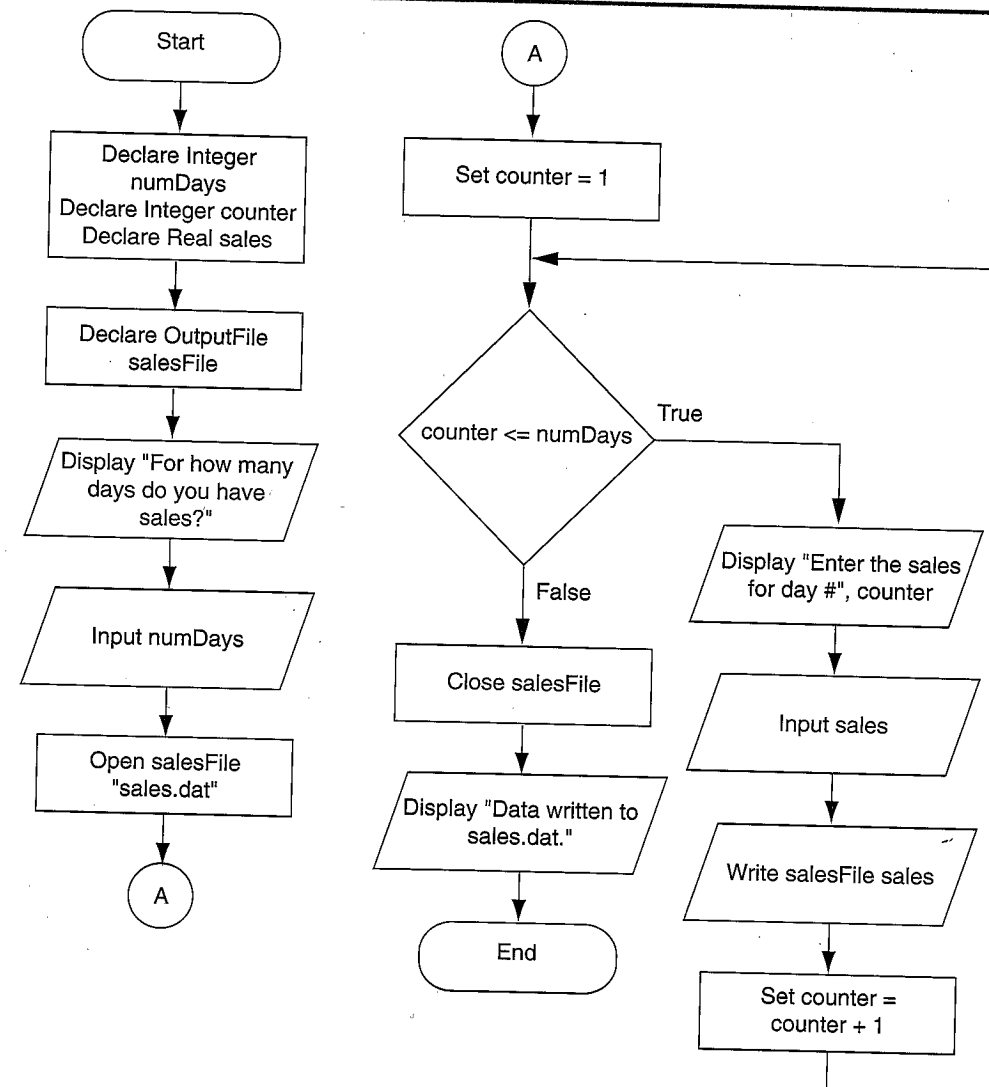 Start
Declare Integer
numDays
Declare Integer counter
Declare Real sales
Declare OutputFile
salesFile
Display "For how many
days do you have
sales?"
Input numDays
Open salesFile
"sales.dat"
A
A
Set counter = 1
counter <= numDays
True
False
Close salesFile
Display "Data written to
sales.dat."
End
Display "Enter the sales
for day #", counter
Input sales
Write salesFile sales
Set counter =
counter + 1